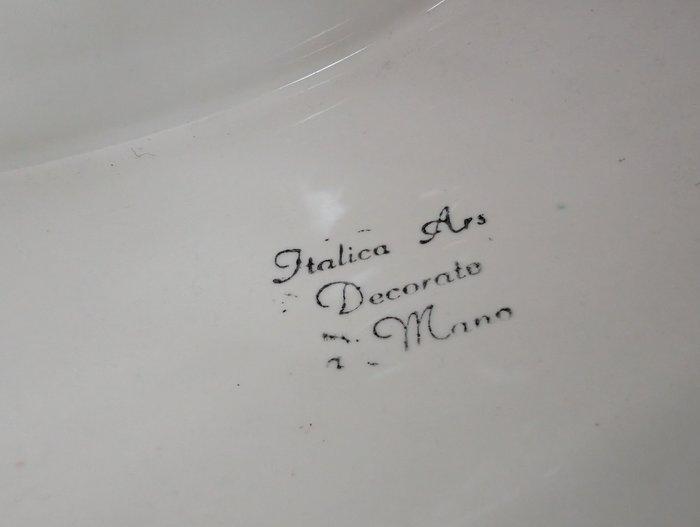 Italica Ars
Decorato
a Mano